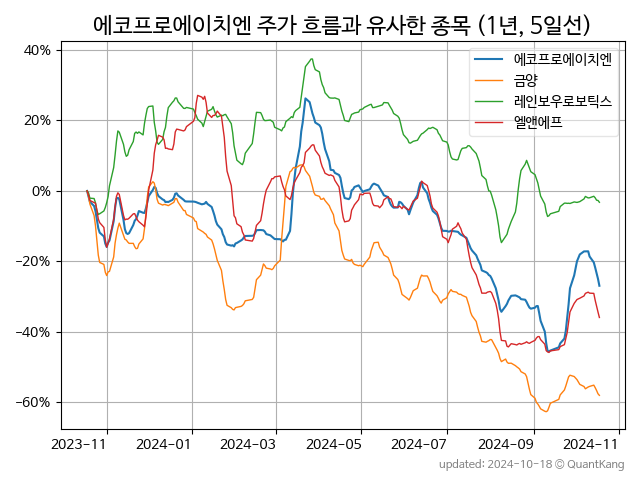 에코프로에이치엔 주가 흐름과 유사한 종목 (1년, 5일선)
에코프로에이치엔
금양
레인보우로보틱스
엘앤에프
40%
20%
0%
−20%
−40%
−60%
2023-11
2024-01
2024-03
2024-05
2024-07
2024-09
2024-11
updated: 2024-10-18 © QuantKang